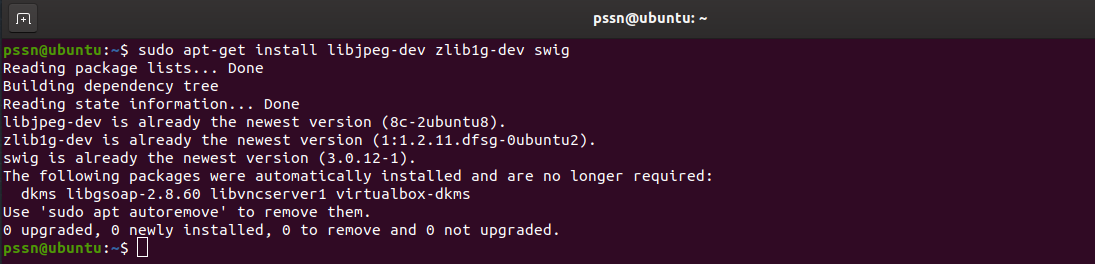 pssn@ubuntu: ~
pssn@ubuntu:~$ sudo apt-get install libjpeg-dev zlib1g-dev swig
Reading package lists... Done
Building dependency tree
Reading state information... Done
libjpeg-dev is already the newest version (8c-2ubuntu8).
zlib1g-dev is already the newest version (1:1.2.11.dfsg-0ubuntu2).
swig is already the newest version (3.0.12-1).
The following packages were automatically installed and are no longer required:
  dkms libgsoap-2.8.60 libvncserver1 virtualbox-dkms
Use 'sudo apt autoremove' to remove them.
0 upgraded, 0 newly installed, 0 to remove and 0 not upgraded.
pssn@ubuntu:~$